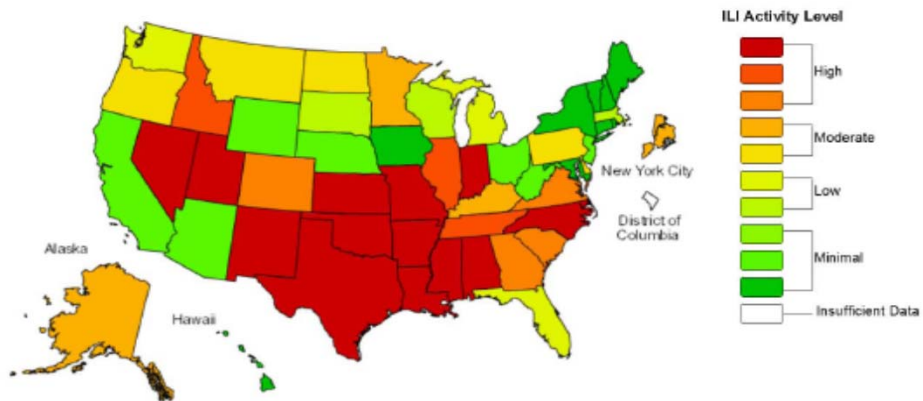 ILI Activity Level
High
Moderate
Low
Minimal
Insufficient Data
New York City
District of
Columbia
Alaska
Hawaii